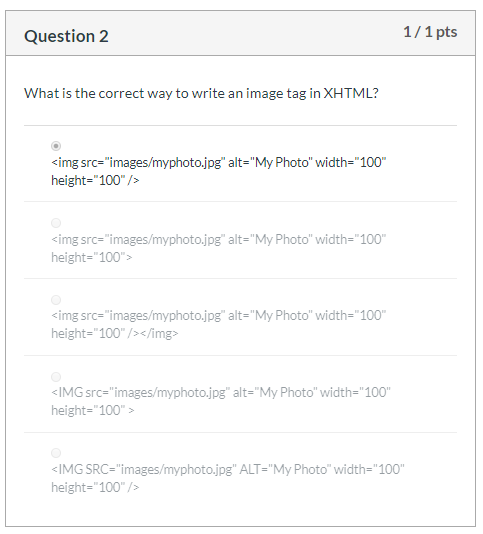 Question 2
1 / 1 pts
What is the correct way to write an image tag in XHTML?
<img src="images/myphoto.jpg" alt="My Photo" width="100"
height="100" />
<img src="images/myphoto.jpg" alt="My Photo" width="100"
height="100">
<img src="images/myphoto.jpg" alt="My Photo" width="100"
height="100" /></img>
<IMG src="images/myphoto.jpg" alt="My Photo" width="100"
height="100" >
<IMG SRC="images/myphoto.jpg" ALT="My Photo" width="100"
height="100" />